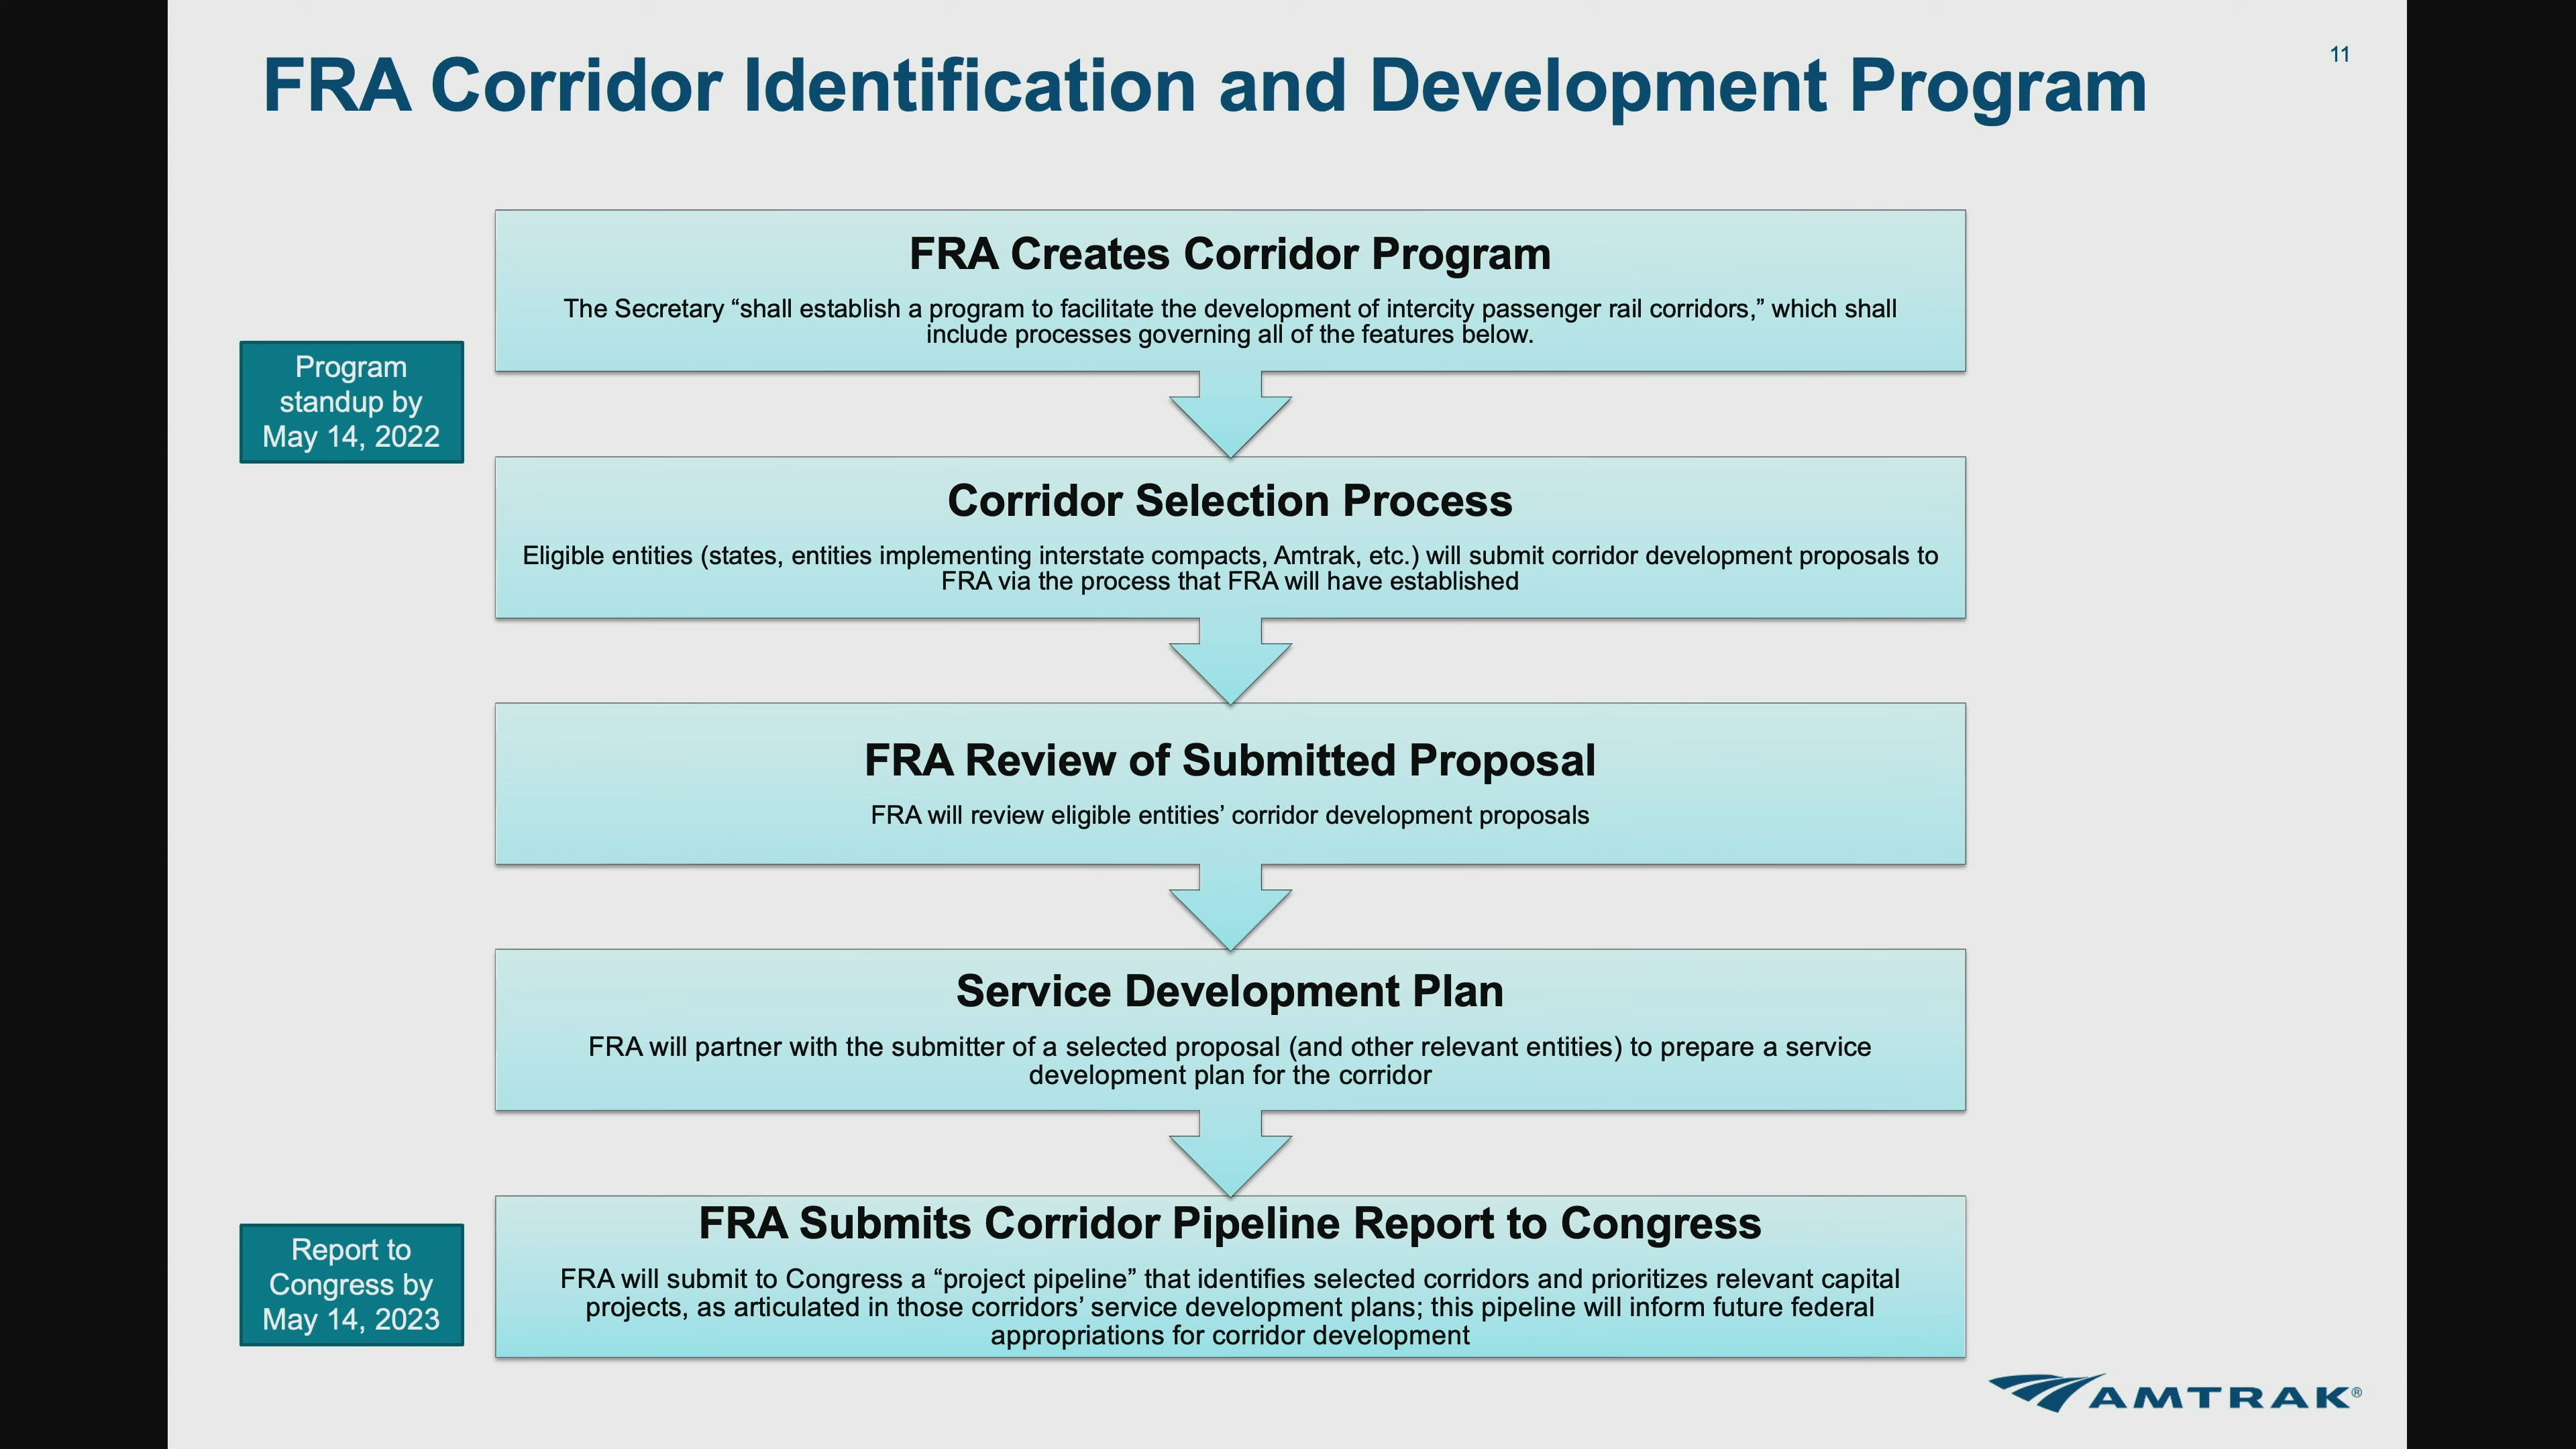 11
FRA Corridor Identification and Development Program
FRA Creates Corridor Program
The Secretary “shall establish a program to facilitate the development of intercity passenger rail corridors,” which shall
include processes governing all of the features below.
Program
standup by
May 14, 2022
Corridor Selection Process
Eligible entities (states, entities implementing interstate compacts, Amtrak, etc.) will submit corridor development proposals to
FRA via the process that FRA will have established
FRA Review of Submitted Proposal
FRA will review eligible entities’ corridor development proposals
Service Development Plan
FRA will partner with the submitter of a selected proposal (and other relevant entities) to prepare a service
development plan for the corridor
Report to
Congress by
May 14, 2023
FRA Submits Corridor Pipeline Report to Congress
FRA will submit to Congress a “project pipeline” that identifies selected corridors and prioritizes relevant capital
projects, as articulated in those corridors’ service development plans; this pipeline will inform future federal
appropriations for corridor development
AMTRAK®